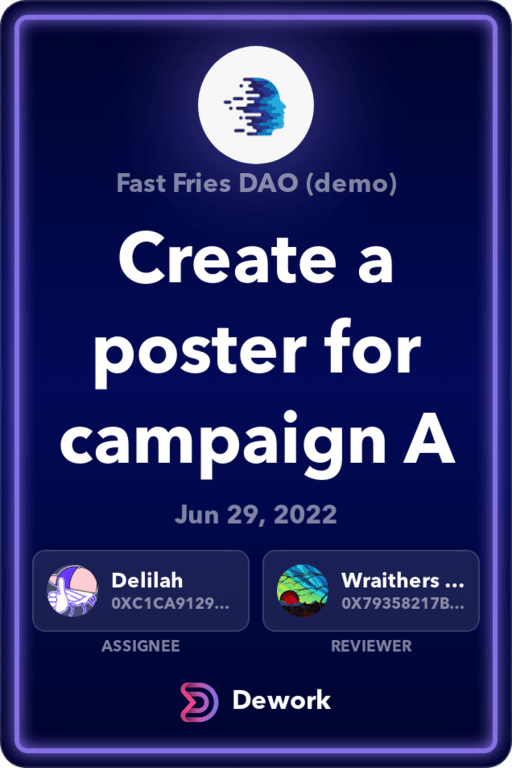 Fast Fries DAO (demo)
Create a
poster for
campaign A
Jun 29, 2022
Delilah
0XC1CA9129...
ASSIGNEE
Wraithers ...
0X79358217B...
REVIEWER
Dework